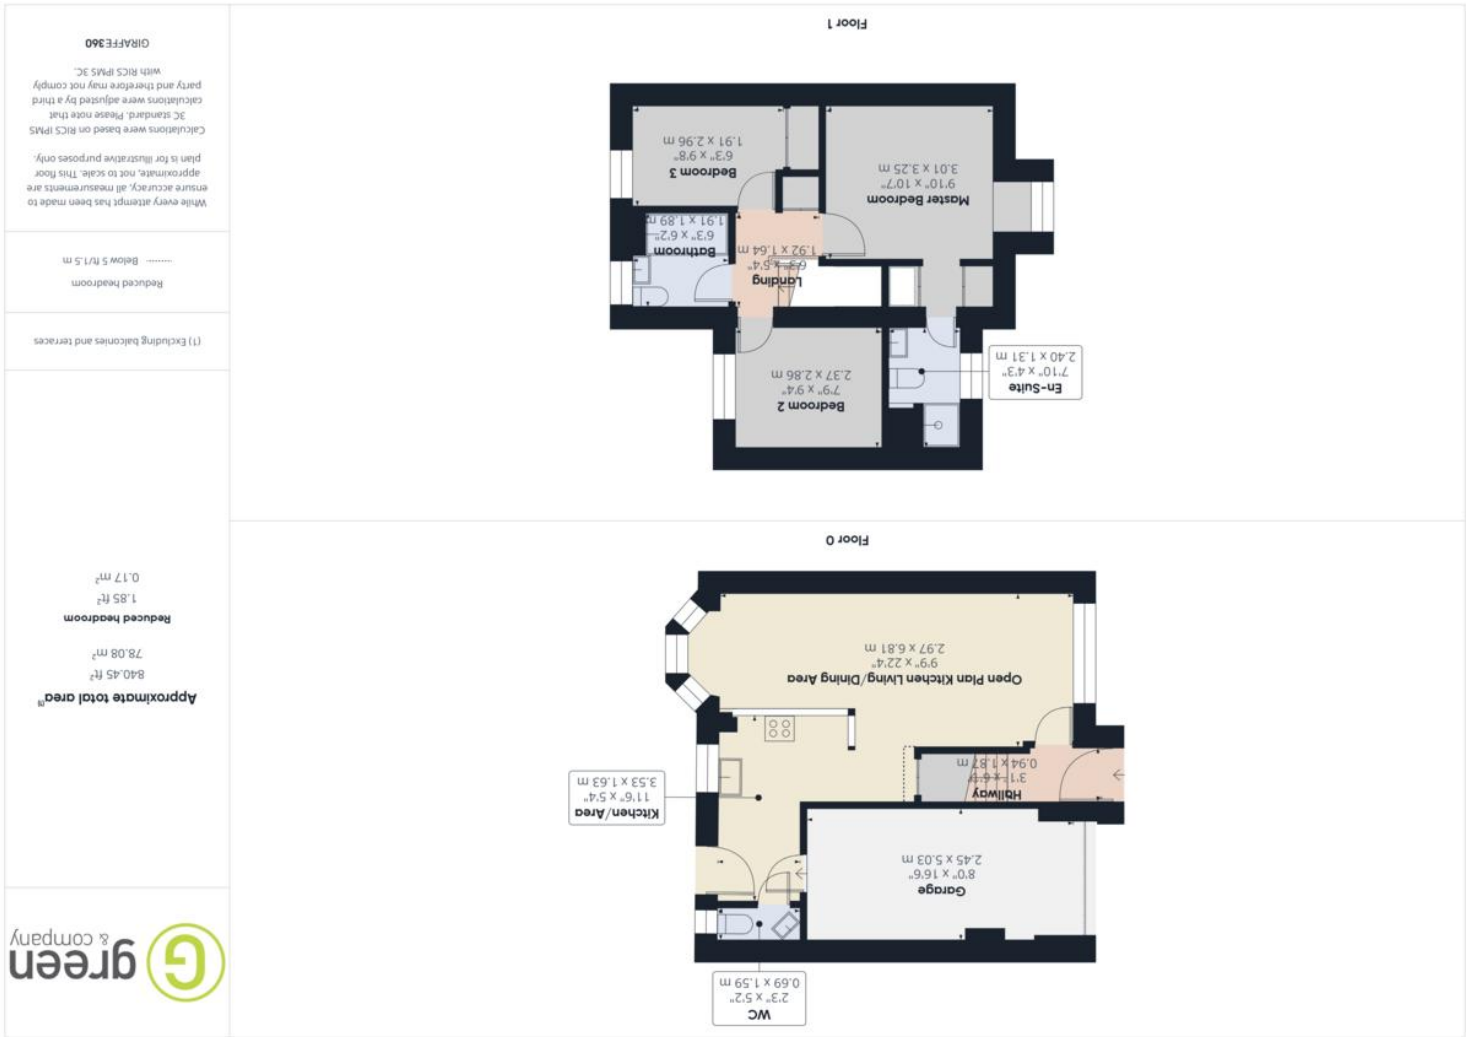 WC
2'3" x 5'2"
0.69 x 1.59 m
Garage
8'0" x 16'6"
2.45 x 5.03 m
Kitchen/Area
11'6" x 5'4"
3.53 x 1.63 m
Hallway
3'1" x 6'1"
0.94 x 1.87 m
Open Plan Kitchen Living/Dining Area
9'9" x 22'4"
2.97 x 6.81 m
Floor 0
Bedroom 2
7'9" x 9'4"
2.37 x 2.86 m
En-Suite
7'10" x 4'3"
2.40 x 1.31 m
Landing
6'3" x 5'4"
1.92 x 1.64 m
Bathroom
6'3" x 6'2"
1.91 x 1.89 m
Master Bedroom
9'10" x 10'7"
3.01 x 3.25 m
Bedroom 3
6'3" x 9'8"
1.91 x 2.96 m
Floor 1
G green
& company
Approximate total area(1)
840.45 ft²
78.08 m²
Reduced headroom
1.85 ft²
0.17 m²
(1) Excluding balconies and terraces
Reduced headroom
........ Below 5 ft/1.5 m
While every attempt has been made to
ensure accuracy, all measurements are
approximate, not to scale. This floor
plan is for illustrative purposes only.
Calculations were based on RICS IPMS
3C standard. Please note that
calculations were adjusted by a third
party and therefore may not comply
with RICS IPMS 3C.
GIRAFFE360